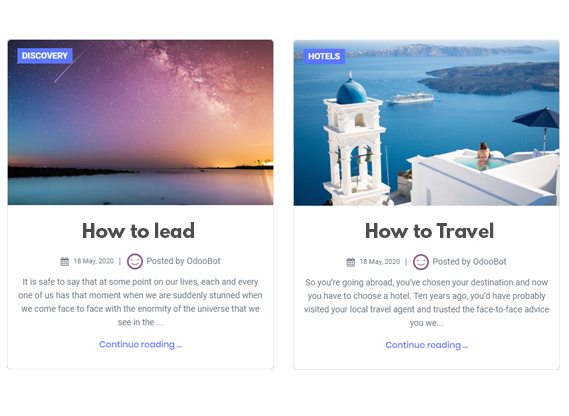 DISCOVERY
How to lead
18 May, 2020 | Posted by OdooBot
It is safe to say that at some point on our lives, each and every
one of us has that moment when we are suddenly stunned when
we come face to face with the enormity of the universe that we
see in the ...
Continue reading ...
HOTELS
How to Travel
18 May, 2020 | Posted by OdooBot
So you're going abroad, you've chosen your destination and now
you have to choose a hotel. Ten years ago, you'd have probably
visited your local travel agent and trusted the face-to-face advice
you we...
Continue reading ...